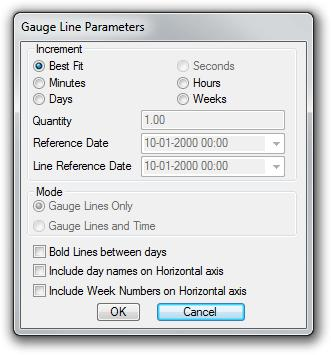 Gauge Line Parameters
Increment
Best Fit
Seconds
Minutes
Hours
Days
Weeks
Quantity
1.00
Reference Date
10-01-2000 00:00
Line Reference Date
10-01-2000 00:00
Mode
Gauge Lines Only
Gauge Lines and Time
Bold Lines between days
Include day names on Horizontal axis
Include Week Numbers on Horizontal axis
OK
Cancel